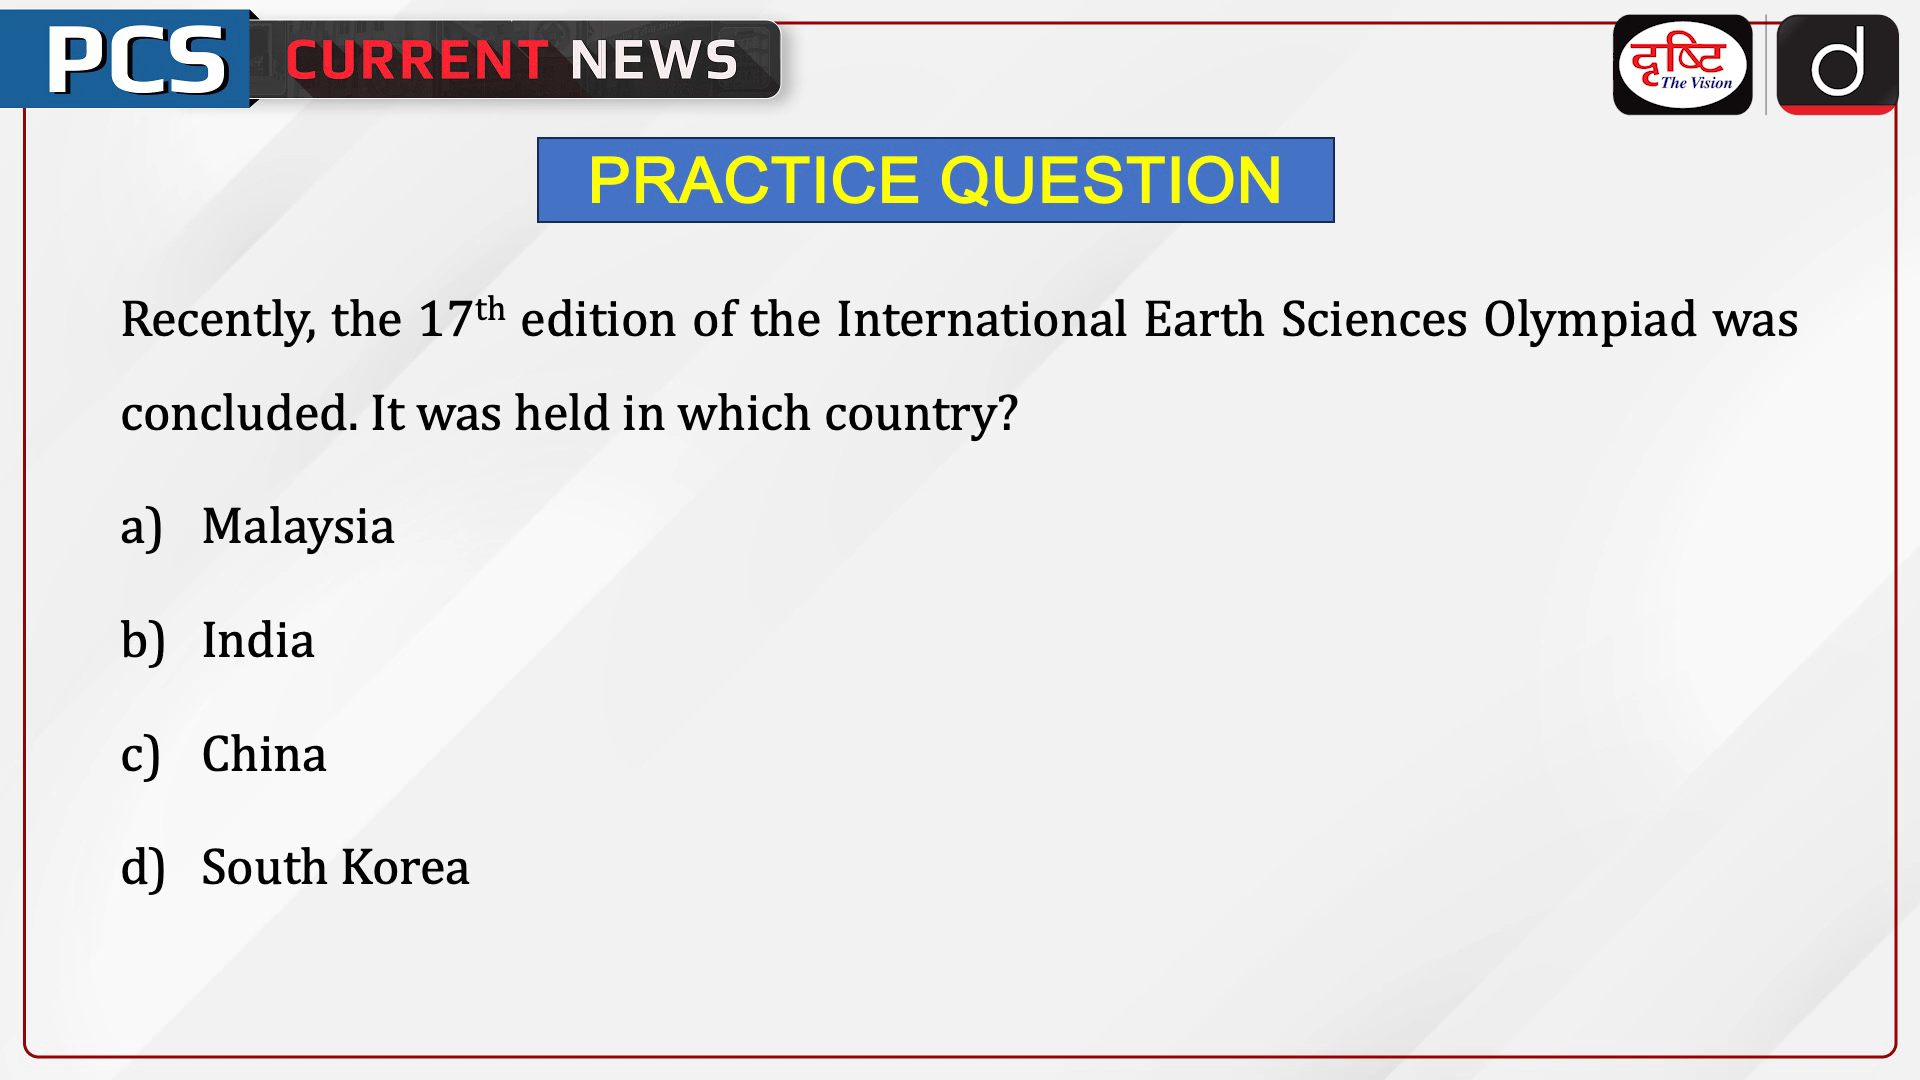 PCS CURRENT NEWS
दृष्टि
The Vision
d
PRACTICE QUESTION
Recently, the 17th edition of the International Earth Sciences Olympiad was
concluded. It was held in which country?
a) Malaysia
b) India
c) China
d) South Korea